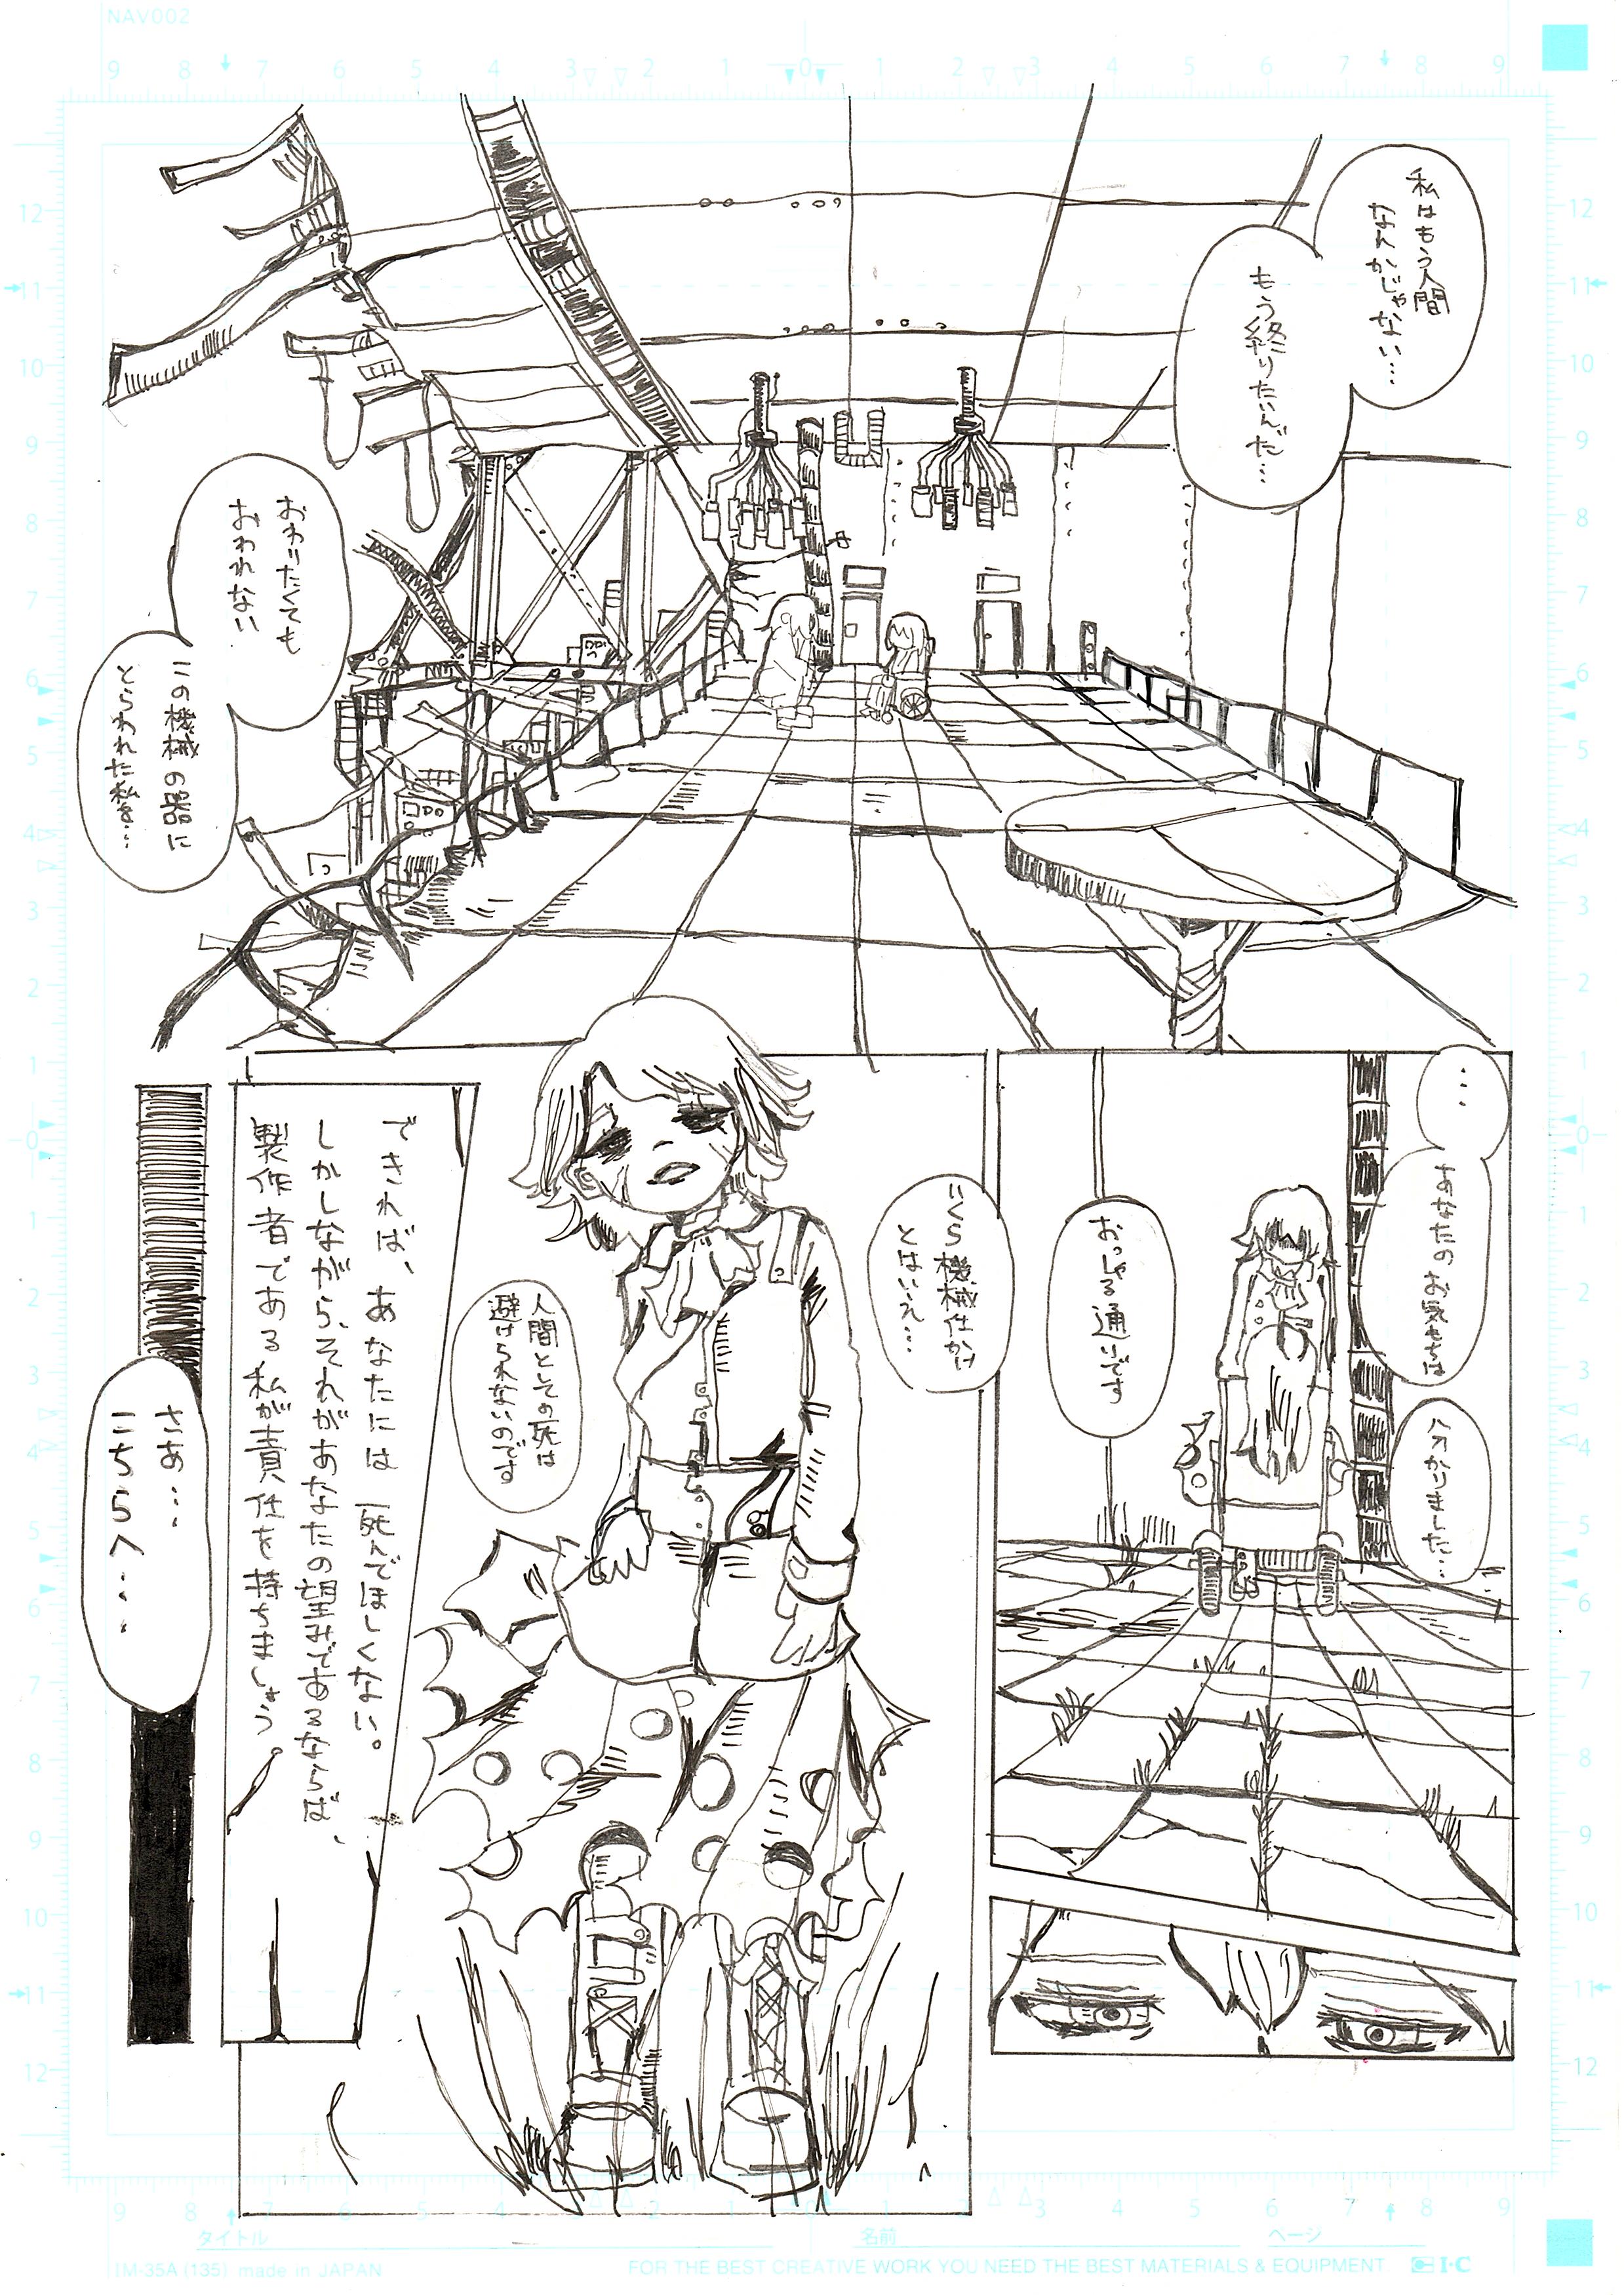 NAV002
私はもう人間
なんかじゃない…
もう終りたいんだ…
おわりたくても
おわれない
この機械の器に
とらわれた私を…
…
あなたのお気もちは
分かりました…
おっしゃる通いです
いくら機械仕かけ
とはいえ…
人間としての死は
避けられないのです
できれば、あなたには死んでほしくない。
しかしながら、それがあなたの望みであるならば、
製作者である私が責任を持ちましょう。
さあ…
こちらへ…
タイトル
名前
ページ
IM-35A (135) made in JAPAN
FOR THE BEST CREATIVE WORK YOU NEED THE BEST MATERIALS & EQUIPMENT
I·C